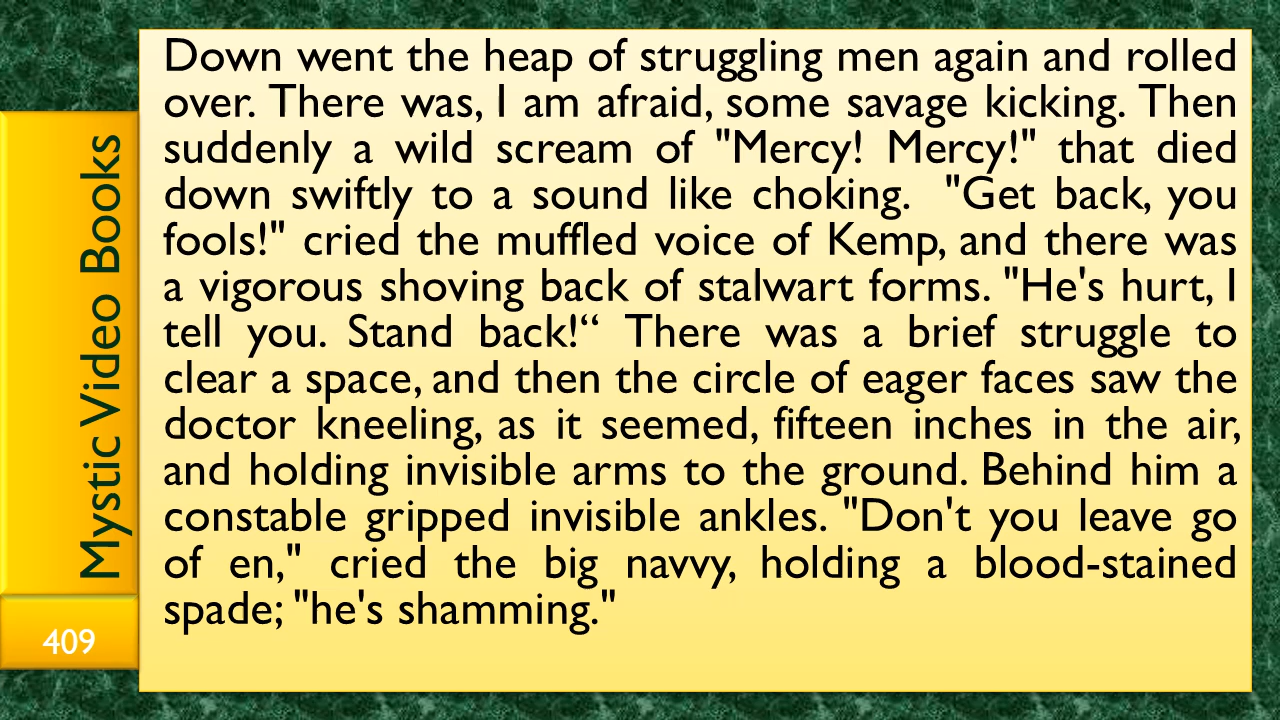 Down went the heap of struggling men again and rolled
over. There was, I am afraid, some savage kicking. Then
suddenly a wild scream of "Mercy! Mercy!" that died
down swiftly to a sound like choking.  "Get back, you
fools!" cried the muffled voice of Kemp, and there was
a vigorous shoving back of stalwart forms. "He's hurt, I
tell you. Stand back!“ There was a brief struggle to
clear a space, and then the circle of eager faces saw the
doctor kneeling, as it seemed, fifteen inches in the air,
and holding invisible arms to the ground. Behind him a
constable gripped invisible ankles. "Don't you leave go
of en," cried the big navvy, holding a blood-stained
spade; "he's shamming."
Mystic Video Books
409